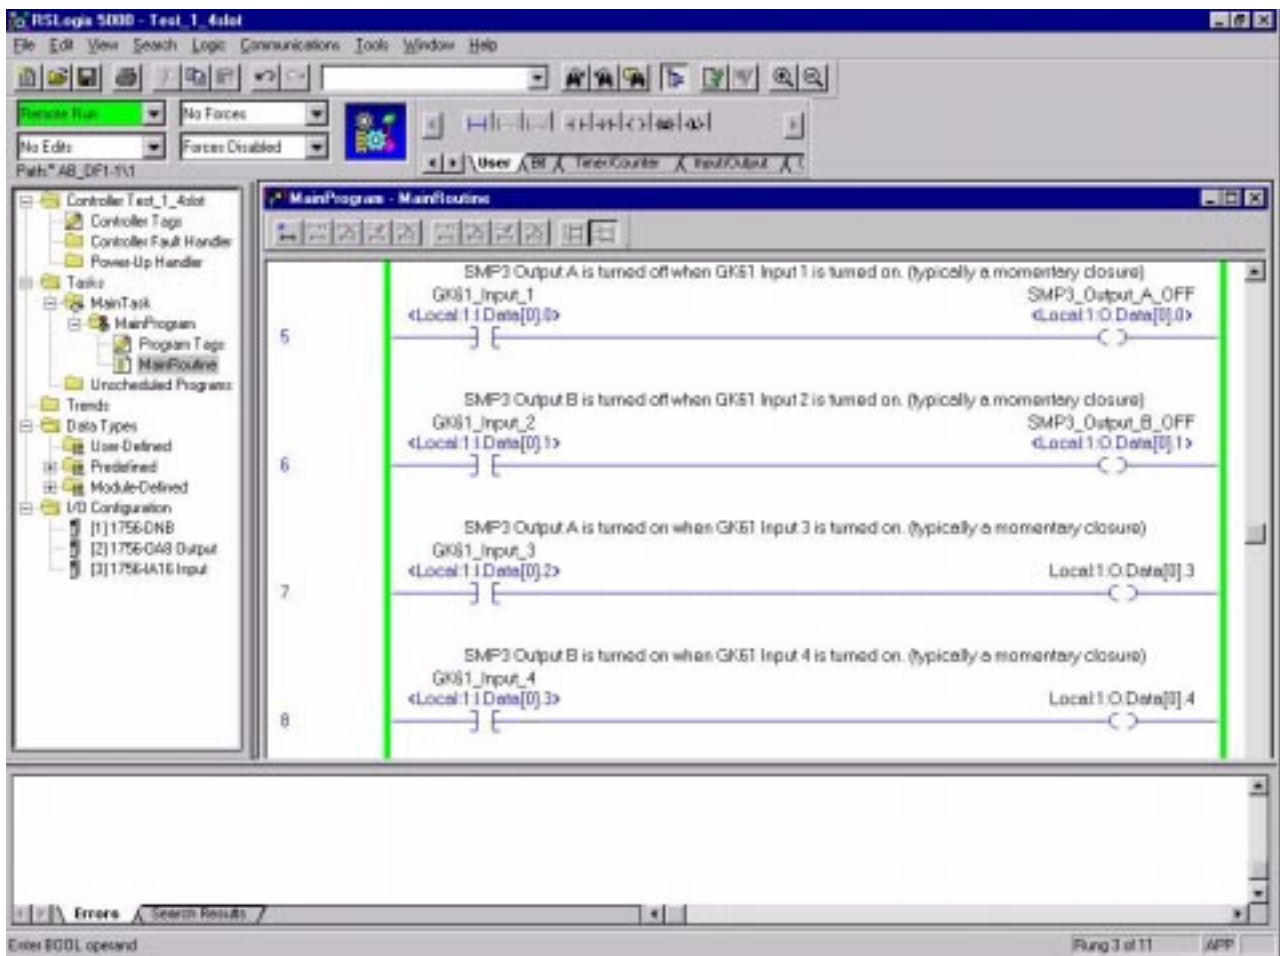 RSLogix 5000 - Test_1_4slot
File Edit View Search Logic Communications Tools Window Help
Remote Run
No Forces
No Edits
Forces Disabled
Path:"AB_DF1-1\1
User
Bit
Timer/Counter
Input/Output
Controller Test_1_4slot
Controller Tags
Controller Fault Handler
Power-Up Handler
Tasks
MainTask
MainProgram
Program Tags
MainRoutine
Unscheduled Programs
Trends
Data Types
User-Defined
Predefined
Module-Defined
I/O Configuration
[1] 1756-DNB
[2] 1756-OA8 Output
[3] 1756-IA16 Input
MainProgram - MainRoutine
SMP3 Output A is turned off when GK61 Input 1 is turned on. (typically a momentary closure)
GK61_Input_1 SMP3_Output_A_OFF
<Local:1:I.Data[0].0> <Local:1:O.Data[0].0>
5
SMP3 Output B is turned off when GK61 Input 2 is turned on. (typically a momentary closure)
GK61_Input_2 SMP3_Output_B_OFF
<Local:1:I.Data[0].1> <Local:1:O.Data[0].1>
6
SMP3 Output A is turned on when GK61 Input 3 is turned on. (typically a momentary closure)
GK61_Input_3
<Local:1:I.Data[0].2> Local:1:O.Data[0].3
7
SMP3 Output B is turned on when GK61 Input 4 is turned on. (typically a momentary closure)
GK61_Input_4
<Local:1:I.Data[0].3> Local:1:O.Data[0].4
8
Errors
Search Results
Enter BOOL operand
Rung 3 of 11
APP